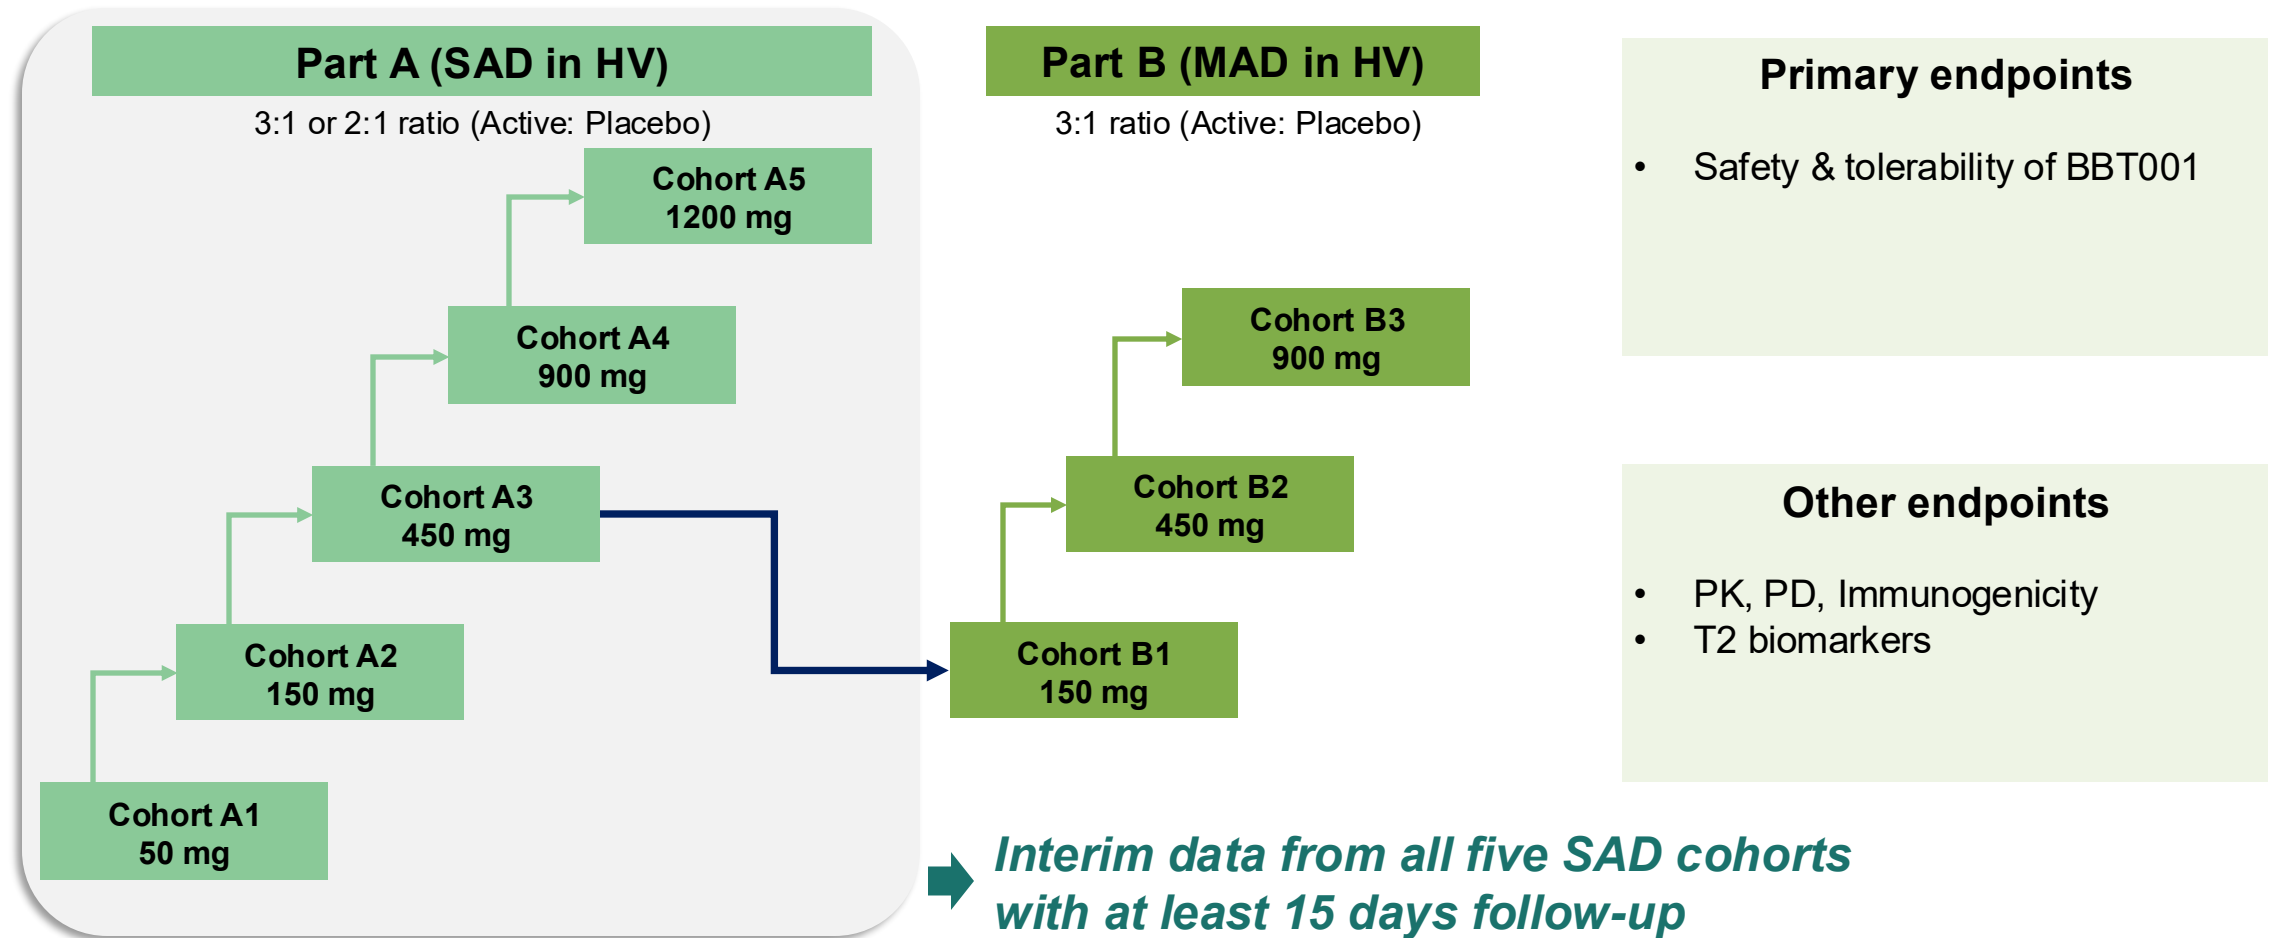 Part A (SAD in HV)
3:1 or 2:1 ratio (Active: Placebo)
Cohort A5
1200 mg
Cohort A4
900 mg
Cohort A3
450 mg
Cohort A2
150 mg
Cohort A1
50 mg
Part B (MAD in HV)
3:1 ratio (Active: Placebo)
Cohort B3
900 mg
Cohort B2
450 mg
Cohort B1
150 mg
Interim data from all five SAD cohorts
with at least 15 days follow-up
Primary endpoints
• Safety & tolerability of BBT001
Other endpoints
• PK, PD, Immunogenicity
• T2 biomarkers